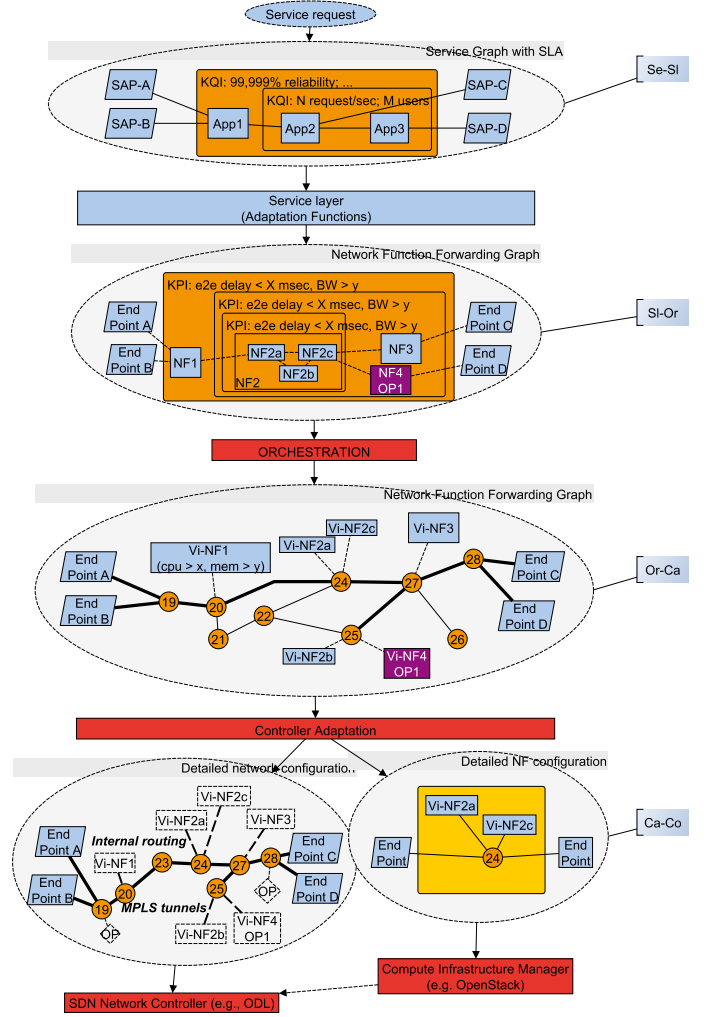 Service request
Service Graph with SLA
Se-Sl
SAP-A
SAP-B
KQI: 99,999% reliability; ...
KQI: N request/sec; M users
App1
App2
App3
SAP-C
SAP-D
Service layer
(Adaptation Functions)
Network Function Forwarding Graph
Sl-Or
KPI: e2e delay < X msec, BW > y
KPI: e2e delay < X msec, BW > y
KPI: e2e delay < X msec, BW > y
End
Point A
End
Point B
NF1
NF2a
NF2c
NF2b
NF2
NF3
NF4
OP1
End
Point C
End
Point D
ORCHESTRATION
Network Function Forwarding Graph
Or-Ca
Vi-NF1
(cpu > x, mem > y)
Vi-NF2c
Vi-NF2a
Vi-NF3
End
Point A
End
Point B
19
20
21
22
24
25
26
27
28
End
Point C
End
Point D
Vi-NF2b
Vi-NF4
OP1
Controller Adaptation
Detailed network configuratio..
Detailed NF configuration
Ca-Co
Vi-NF2c
Vi-NF2a
Vi-NF3
Internal routing
End
Point A
Vi-NF1
End
Point B
19
20
23
24
27
28
25
End
Point C
End
Point D
OP
OP
MPLS tunnels
Vi-NF2b
Vi-NF4
OP1
Vi-NF2a
Vi-NF2c
End
Point
24
End
Point
Compute Infrastructure Manager
(e.g. OpenStack)
SDN Network Controller (e.g., ODL)